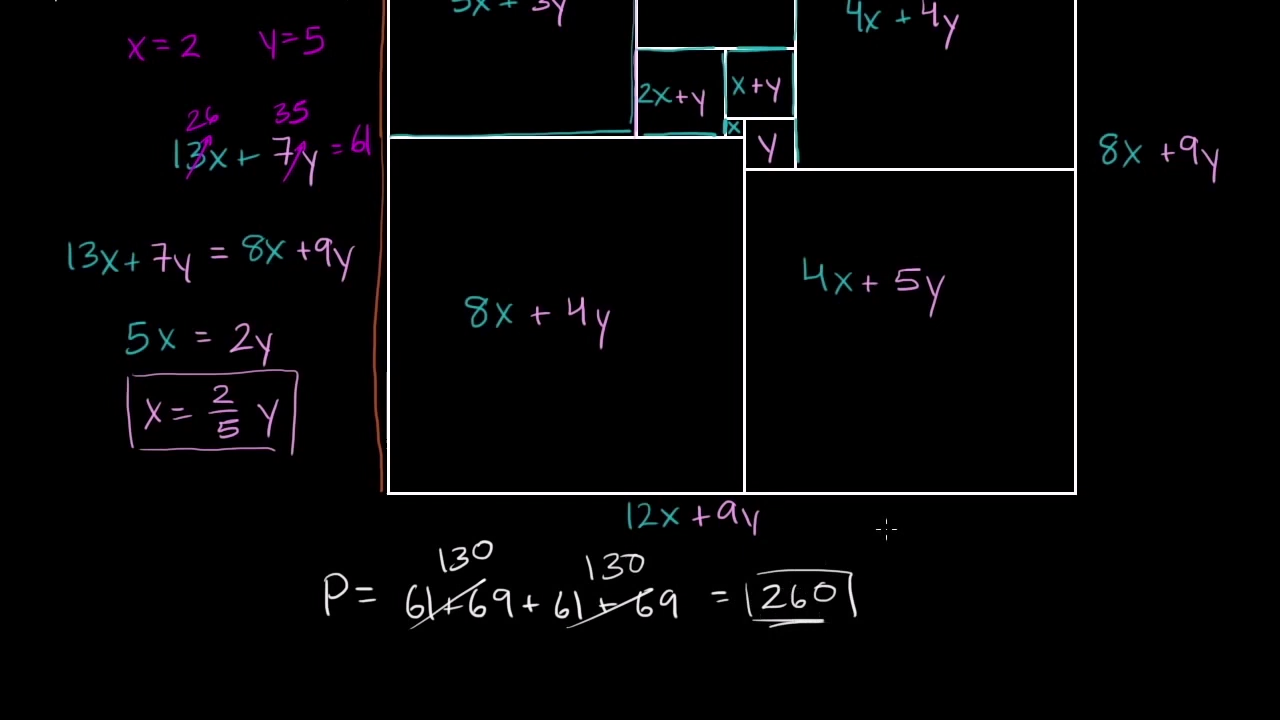 5x + 3y
4x + 4y
x = 2 y = 5
2x + y
x + y
x
y
26 35
13x + 7y = 61
8x + 9y
13x + 7y = 8x + 9y
8x + 4y
4x + 5y
5x = 2y
x = 2/5 y
12x + 9y
130 130
P = 61 + 69 + 61 + 69 = 260